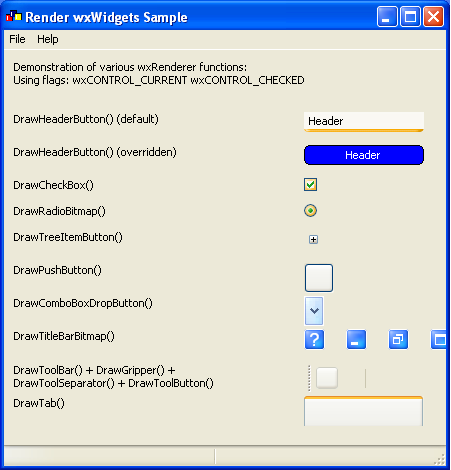 Render wxWidgets Sample
File Help
Demonstration of various wxRenderer functions:
Using flags: wxCONTROL_CURRENT wxCONTROL_CHECKED
DrawHeaderButton() (default) Header
DrawHeaderButton() (overridden) Header
DrawCheckBox()
DrawRadioBitmap()
DrawTreeItemButton()
DrawPushButton()
DrawComboBoxDropButton()
DrawTitleBarBitmap()
DrawToolBar() + DrawGripper() +
DrawToolSeparator() + DrawToolButton()
DrawTab()